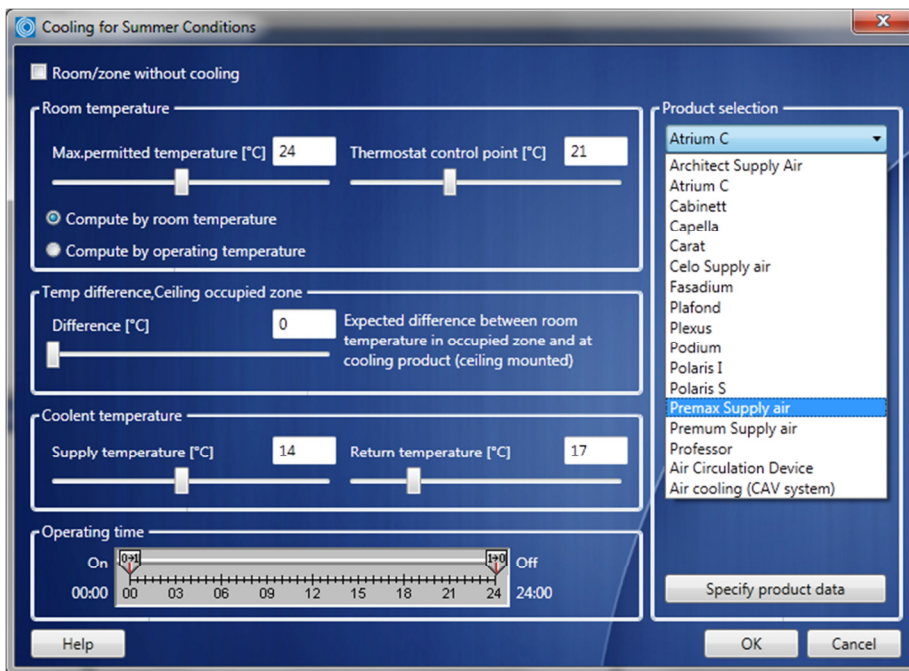 Cooling for Summer Conditions
Room/zone without cooling
Room temperature
Max.permitted temperature [°C] 24 Thermostat control point [°C] 21
Compute by room temperature
Compute by operating temperature
Temp difference,Ceiling occupied zone
Difference [°C] 0
Expected difference between room
temperature in occupied zone and at
cooling product (ceiling mounted)
Coolent temperature
Supply temperature [°C] 14 Return temperature [°C] 17
Operating time
On 0→1 1→0 Off
00:00 00 03 06 09 12 15 18 21 24 24:00
Product selection
Atrium C
Architect Supply Air
Atrium C
Cabinett
Capella
Carat
Celo Supply air
Fasadium
Plafond
Plexus
Podium
Polaris I
Polaris S
Premax Supply air
Premum Supply air
Professor
Air Circulation Device
Air cooling (CAV system)
Specify product data
Help OK Cancel